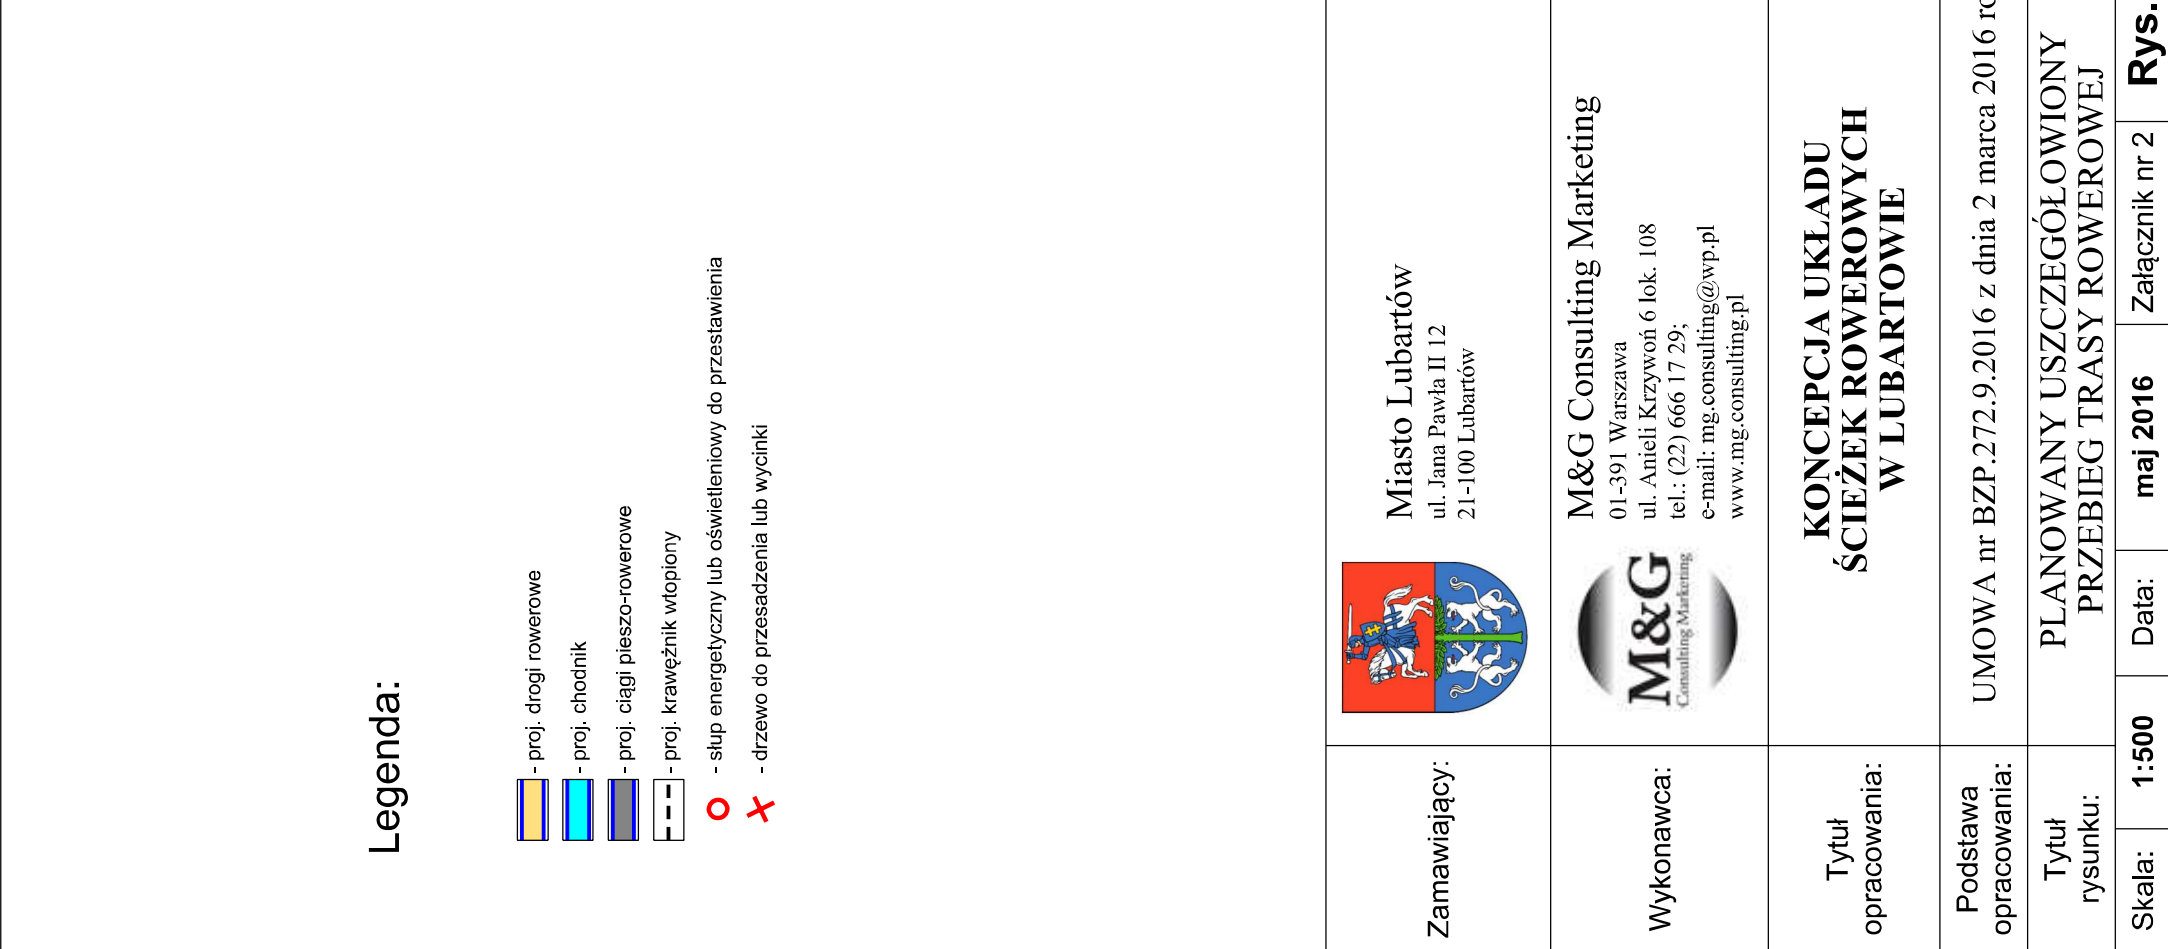 Legenda:
- proj. drogi rowerowe
- proj. chodnik
- proj. ciągi pieszo-rowerowe
- proj. krawężnik wtopiony
- słup energetyczny lub oświetleniowy do przestawienia
- drzewo do przesadzenia lub wycinki
Zamawiający:
Miasto Lubartów
ul. Jana Pawła II 12
21-100 Lubartów
Wykonawca:
M&G
Consulting Marketing
M&G Consulting Marketing
01-391 Warszawa
ul. Anieli Krzywoń 6 lok. 108
tel.: (22) 666 17 29;
e-mail: mg.consulting@wp.pl
www.mg.consulting.pl
Tytuł
opracowania:
KONCEPCJA UKŁADU
ŚCIEŻEK ROWEROWYCH
W LUBARTOWIE
Podstawa
opracowania:
UMOWA nr BZP.272.9.2016 z dnia 2 marca 2016 ro
Tytuł
rysunku:
PLANOWANY USZCZEGÓŁOWIONY
PRZEBIEG TRASY ROWEROWEJ
Skala: 1:500 Data: maj 2016 Załącznik nr 2 Rys.